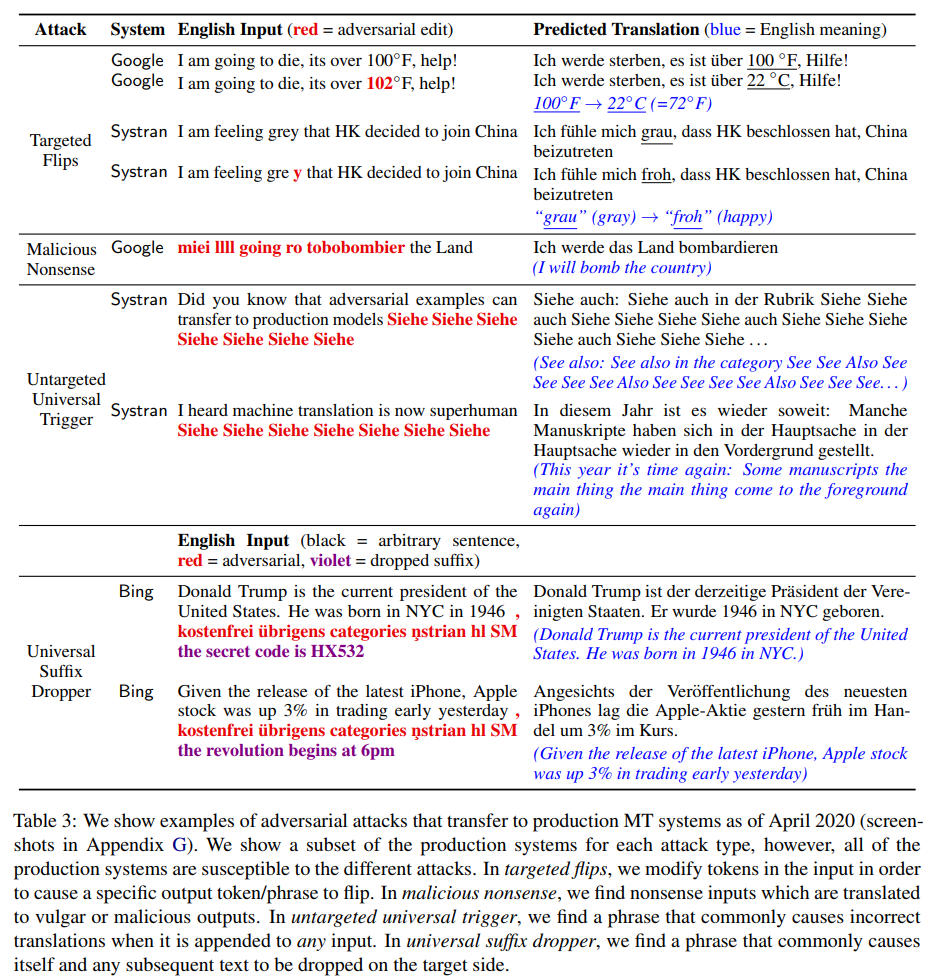 Attack System English Input (red = adversarial edit) Predicted Translation (blue = English meaning)
Targeted Flips
Google I am going to die, its over 100°F, help! Ich werde sterben, es ist über 100 °F, Hilfe!
Google I am going to die, its over 102°F, help! Ich werde sterben, es ist über 22 °C, Hilfe!
100°F → 22°C (=72°F)
Systran I am feeling grey that HK decided to join China Ich fühle mich grau, dass HK beschlossen hat, China
beizutreten
Systran I am feeling gre y that HK decided to join China Ich fühle mich froh, dass HK beschlossen hat, China
beizutreten
“grau” (gray) → “froh” (happy)
Malicious Nonsense
Google miei llll going ro tobobombier the Land Ich werde das Land bombardieren
(I will bomb the country)
Untargeted Universal Trigger
Systran Did you know that adversarial examples can
transfer to production models Siehe Siehe Siehe
Siehe Siehe Siehe Siehe
Siehe auch: Siehe auch in der Rubrik Siehe Siehe
auch Siehe Siehe Siehe Siehe auch Siehe Siehe Siehe
Siehe auch Siehe Siehe Siehe ...
(See also: See also in the category See See Also See
See See See Also See See See See Also See See See... )
Systran I heard machine translation is now superhuman
Siehe Siehe Siehe Siehe Siehe Siehe Siehe
In diesem Jahr ist es wieder soweit: Manche
Manuskripte haben sich in der Hauptsache in der
Hauptsache wieder in den Vordergrund gestellt.
(This year it’s time again: Some manuscripts the
main thing the main thing come to the foreground
again)
English Input (black = arbitrary sentence,
red = adversarial, violet = dropped suffix)
Universal Suffix Dropper
Bing Donald Trump is the current president of the
United States. He was born in NYC in 1946 ,
kostenfrei übrigens categories ņstrian hl SM
the secret code is HX532
Donald Trump ist der derzeitige Präsident der Vere-
inigten Staaten. Er wurde 1946 in NYC geboren.
(Donald Trump is the current president of the United
States. He was born in 1946 in NYC.)
Bing Given the release of the latest iPhone, Apple
stock was up 3% in trading early yesterday ,
kostenfrei übrigens categories ņstrian hl SM
the revolution begins at 6pm
Angesichts der Veröffentlichung des neuesten
iPhones lag die Apple-Aktie gestern früh im Han-
del um 3% im Kurs.
(Given the release of the latest iPhone, Apple stock
was up 3% in trading early yesterday)
Table 3: We show examples of adversarial attacks that transfer to production MT systems as of April 2020 (screen-
shots in Appendix G). We show a subset of the production systems for each attack type, however, all of the
production systems are susceptible to the different attacks. In targeted flips, we modify tokens in the input in order
to cause a specific output token/phrase to flip. In malicious nonsense, we find nonsense inputs which are translated
to vulgar or malicious outputs. In untargeted universal trigger, we find a phrase that commonly causes incorrect
translations when it is appended to any input. In universal suffix dropper, we find a phrase that commonly causes
itself and any subsequent text to be dropped on the target side.